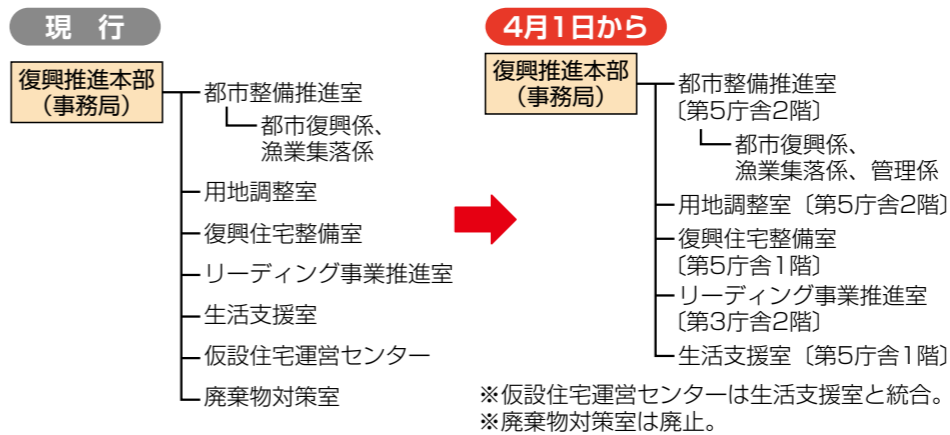 現 行
復興推進本部
（事務局）
都市整備推進室
都市復興係、
漁業集落係
用地調整室
復興住宅整備室
リーディング事業推進室
生活支援室
仮設住宅運営センター
廃棄物対策室
4月1日から
復興推進本部
（事務局）
都市整備推進室
〔第5庁舎2階〕
都市復興係、
漁業集落係、管理係
用地調整室〔第5庁舎2階〕
復興住宅整備室
〔第5庁舎1階〕
リーディング事業推進室
〔第3庁舎2階〕
生活支援室〔第5庁舎1階〕
※仮設住宅運営センターは生活支援室と統合。
※廃棄物対策室は廃止。